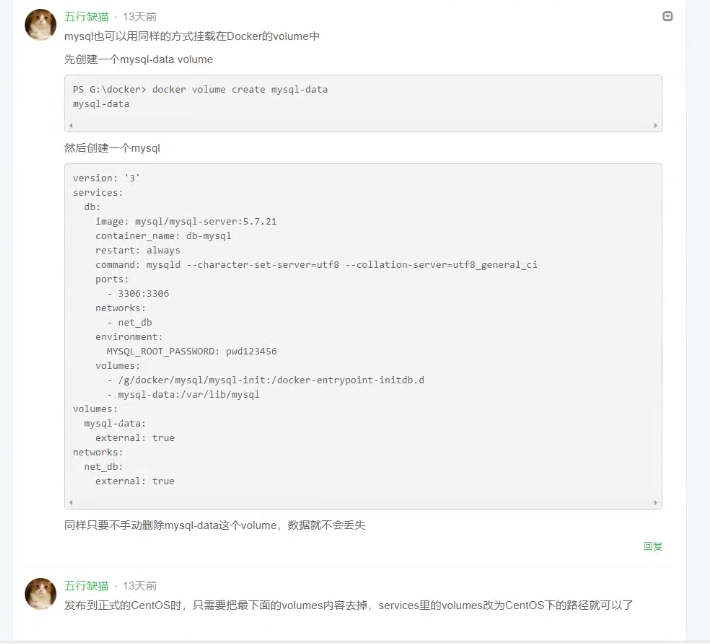 五行缺猫 · 13天前
mysql也可以用同样的方式挂载在Docker的volume中
先创建一个mysql-data volume
PS G:\docker> docker volume create mysql-data
mysql-data
然后创建一个mysql
version: '3'
services:
  db:
    image: mysql/mysql-server:5.7.21
    container_name: db-mysql
    restart: always
    command: mysqld --character-set-server=utf8 --collation-server=utf8_general_ci
    ports:
      - 3306:3306
    networks:
      - net_db
    environment:
      MYSQL_ROOT_PASSWORD: pwd123456
    volumes:
      - /g/docker/mysql/mysql-init:/docker-entrypoint-initdb.d
      - mysql-data:/var/lib/mysql
volumes:
  mysql-data:
    external: true
networks:
  net_db:
    external: true
同样只要不手动删除mysql-data这个volume，数据就不会丢失
回复
五行缺猫 · 13天前
发布到正式的CentOS时，只需要把最下面的volumes内容去掉，services里的volumes改为CentOS下的路径就可以了